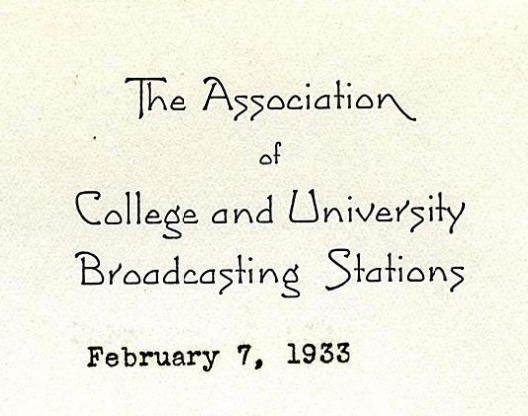 The Association
of
College and University
Broadcasting Stations
February 7, 1933